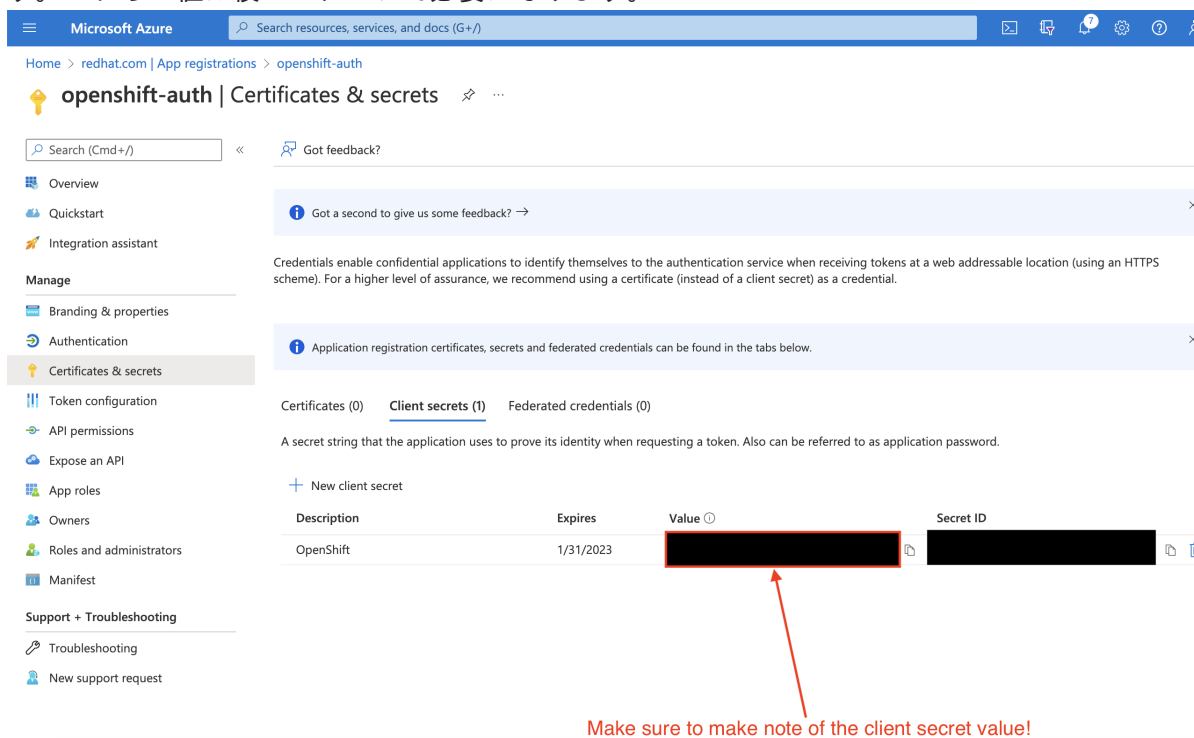 Microsoft Azure
Search resources, services, and docs (G+/)
7
Home > redhat.com | App registrations > openshift-auth
openshift-auth | Certificates & secrets
Search (Cmd+/)
«
Got feedback?
Overview
Quickstart
Integration assistant
Got a second to give us some feedback? →
Credentials enable confidential applications to identify themselves to the authentication service when receiving tokens at a web addressable location (using an HTTPS
scheme). For a higher level of assurance, we recommend using a certificate (instead of a client secret) as a credential.
Manage
Branding & properties
Authentication
Certificates & secrets
Token configuration
API permissions
Expose an API
App roles
Owners
Roles and administrators
Manifest
Support + Troubleshooting
Troubleshooting
New support request
Application registration certificates, secrets and federated credentials can be found in the tabs below.
Certificates (0) Client secrets (1) Federated credentials (0)
A secret string that the application uses to prove its identity when requesting a token. Also can be referred to as application password.
+ New client secret
Description Expires Value Secret ID
OpenShift 1/31/2023
Make sure to make note of the client secret value!